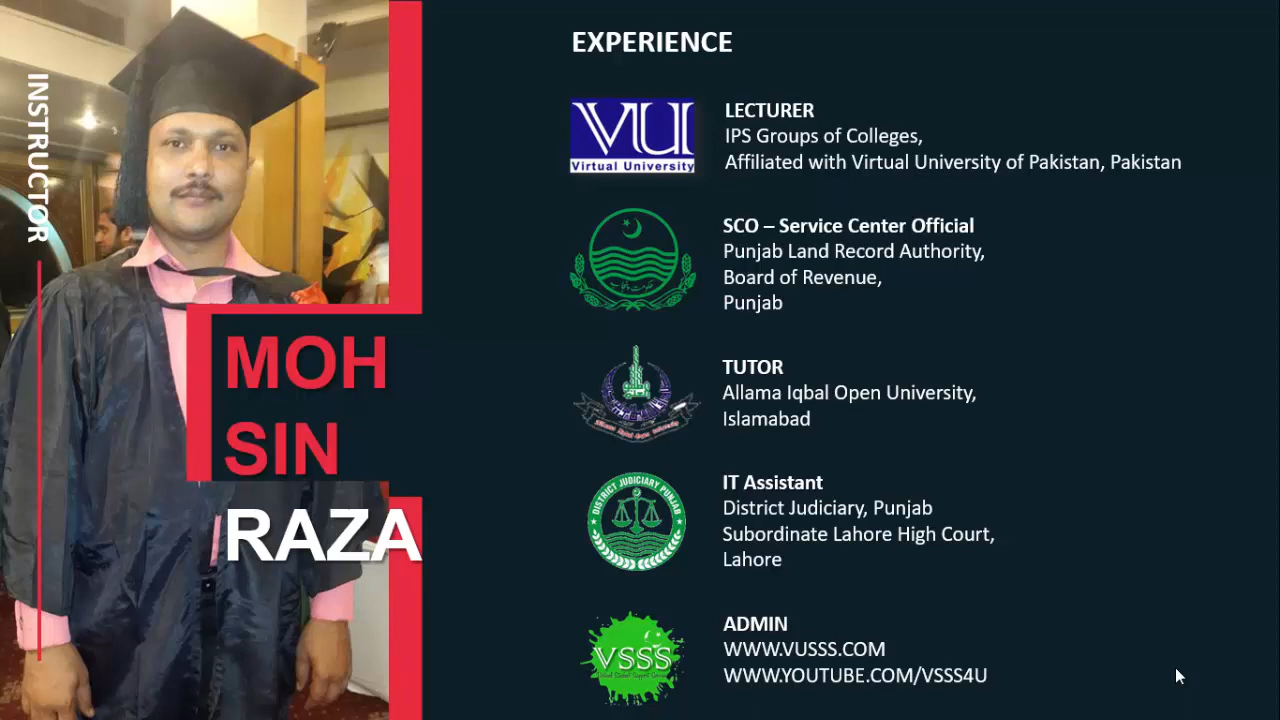 INSTRUCTOR
MOH
SIN
RAZA
EXPERIENCE
VU
Virtual University
LECTURER
IPS Groups of Colleges,
Affiliated with Virtual University of Pakistan, Pakistan
SCO – Service Center Official
Punjab Land Record Authority,
Board of Revenue,
Punjab
TUTOR
Allama Iqbal Open University,
Islamabad
DISTRICT JUDICIARY PUNJAB
IT Assistant
District Judiciary, Punjab
Subordinate Lahore High Court,
Lahore
VSSS
ADMIN
WWW.VUSSS.COM
WWW.YOUTUBE.COM/VSSS4U